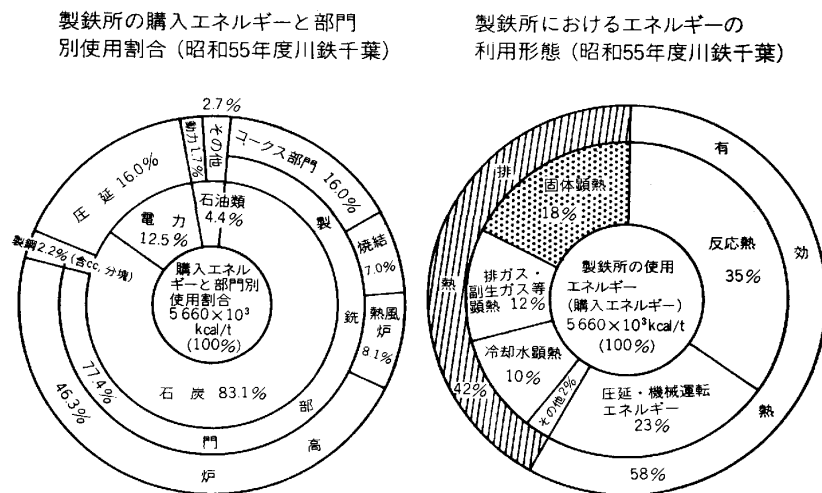 製鉄所の購入エネルギーと部門
別使用割合(昭和55年度川鉄千葉)
2.7%
その他
動力1.7%
コークス部門 16.0%
圧延 16.0%
製鋼2.2%(含cc,分塊)
焼結
7.0%
熱風
炉
8.1%
高炉
46.3%
製銑部門
77.4%
石油類
4.4%
電力
12.5%
石炭 83.1%
購入エネル
ギーと部門別
使用割合
5660×10³
kcal/t
(100%)
製鉄所におけるエネルギーの
利用形態(昭和55年度川鉄千葉)
排熱
42%
有効熱
58%
固体顕熱
18%
反応熱
35%
排ガス・
副生ガス等
顕熱 12%
冷却水顕熱
10%
その他2%
圧延・機械運転
エネルギー
23%
製鉄所の使用
エネルギー
(購入エネルギー)
5660×10³kcal/t
(100%)